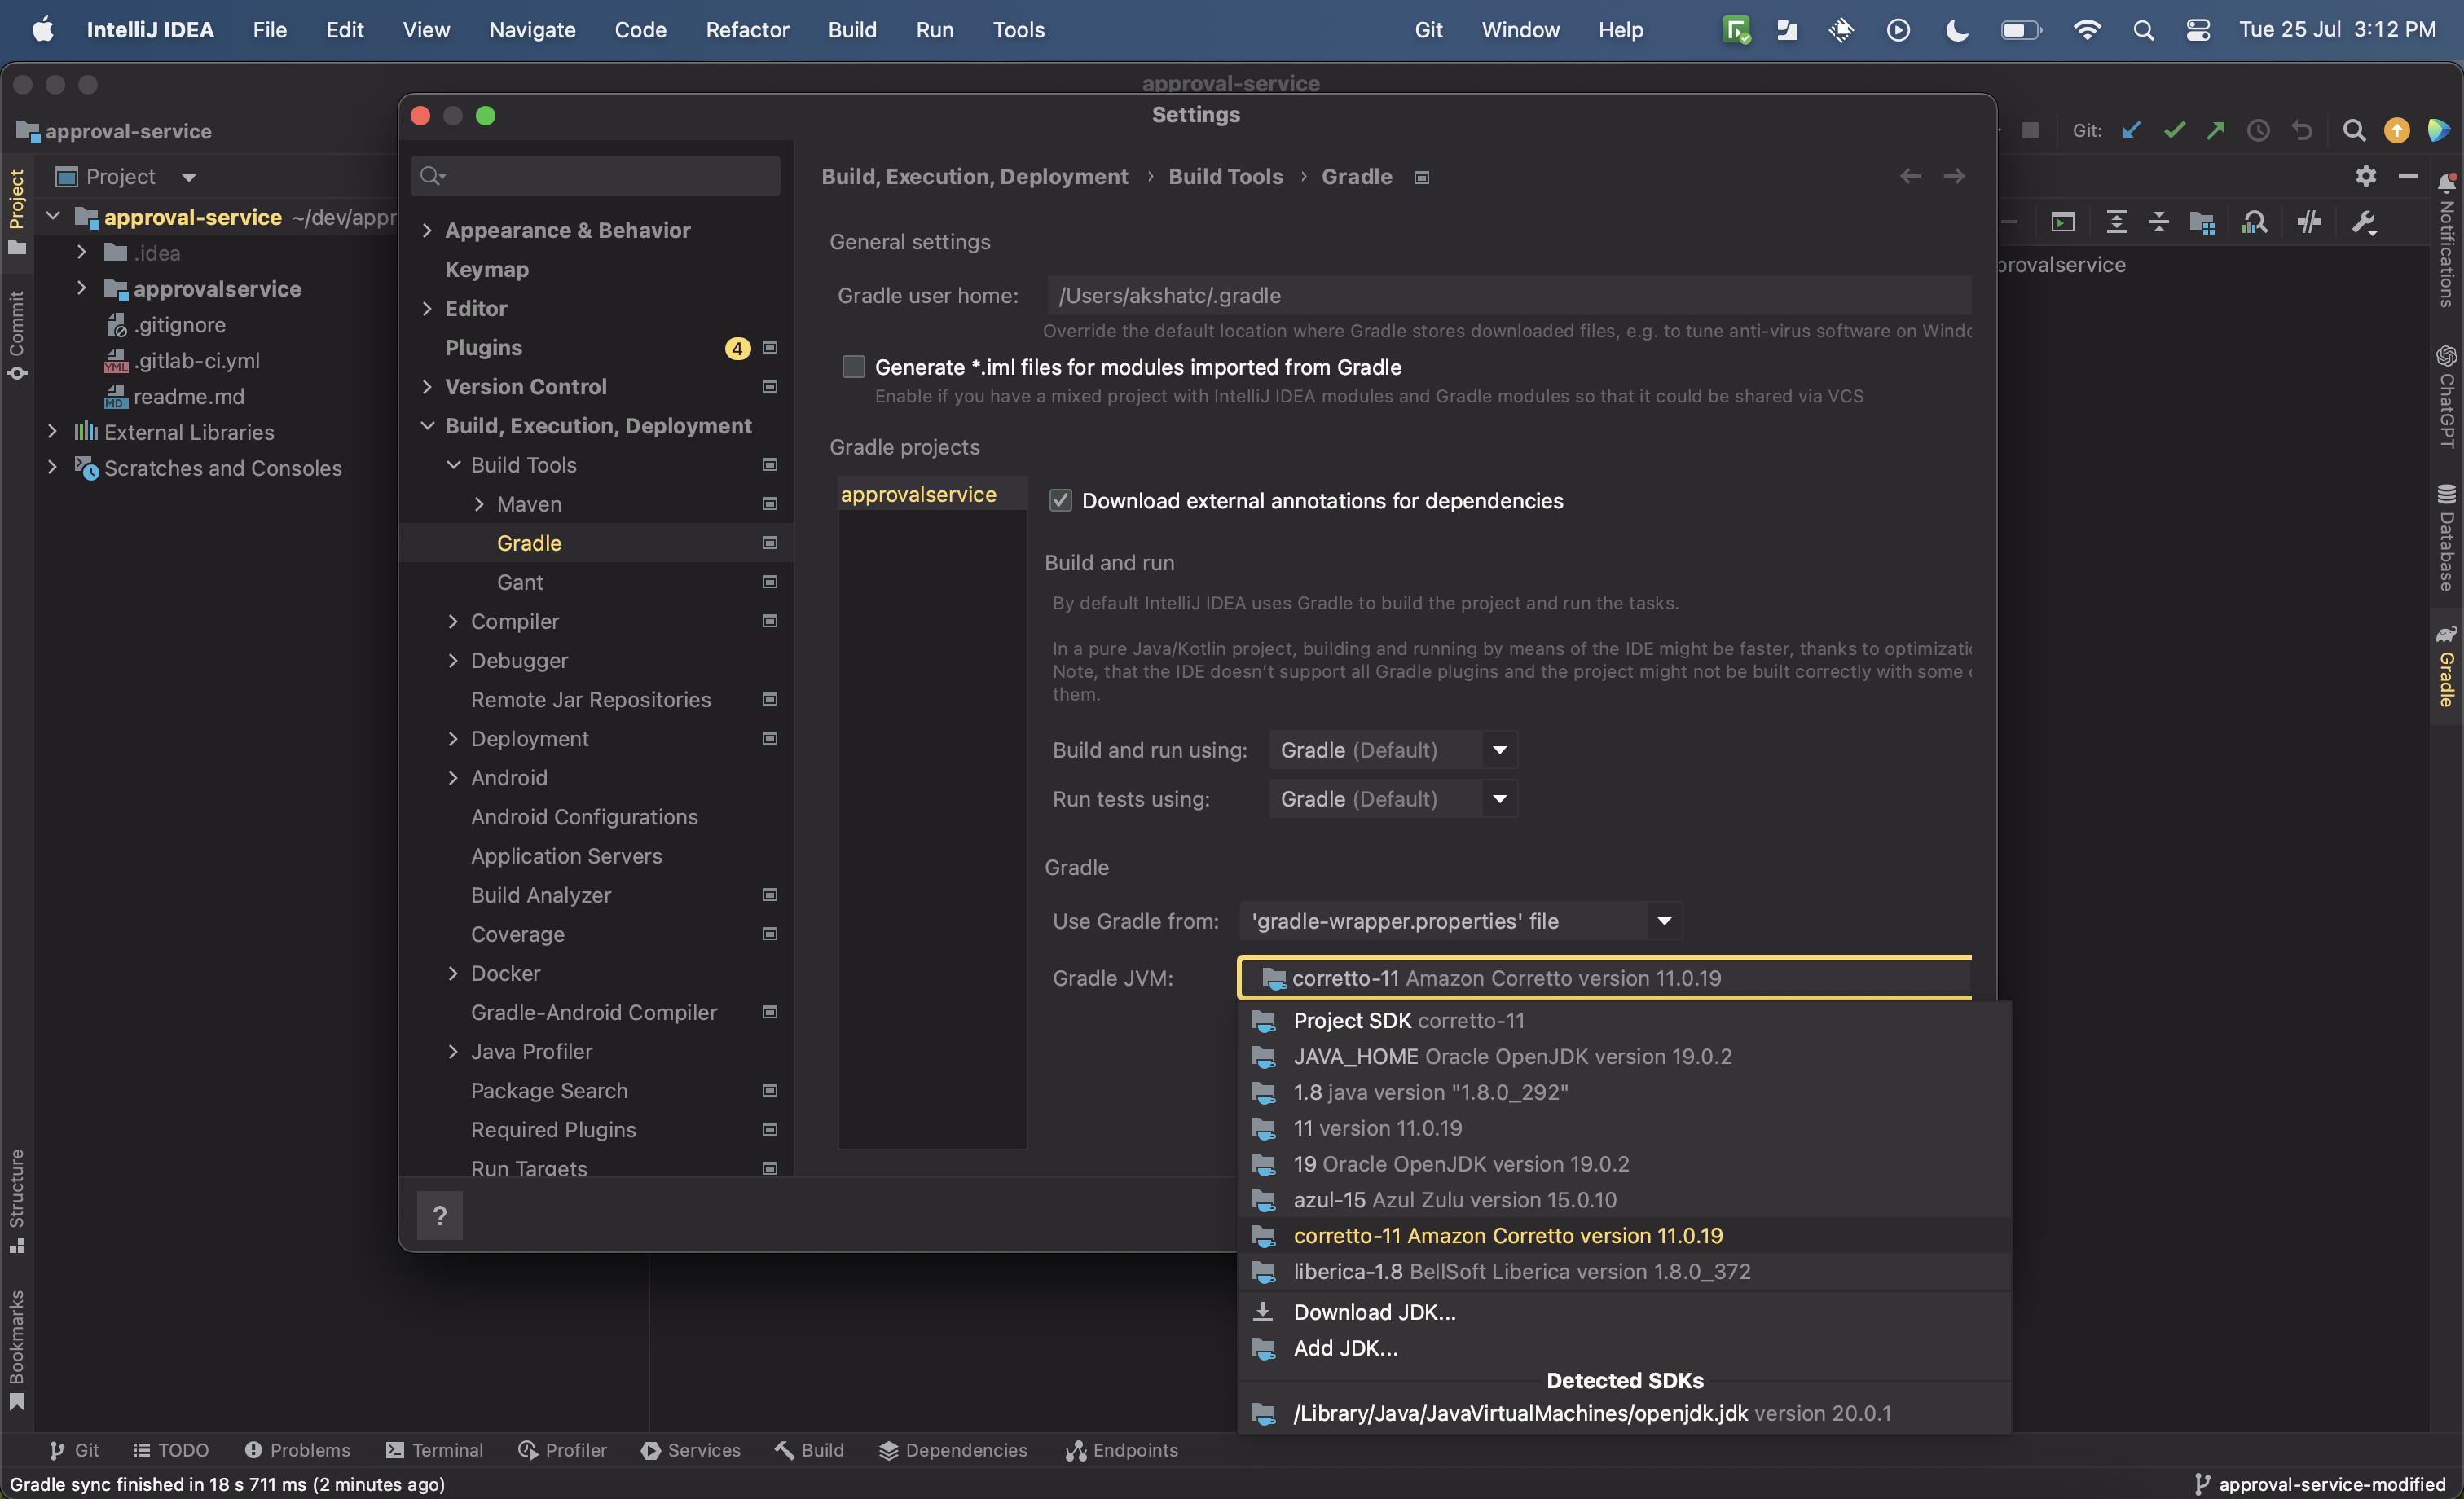 IntelliJ IDEA File Edit View Navigate Code Refactor Build Run Tools Git Window Help Tue 25 Jul 3:12 PM
approval-service
approval-service
Git:
Project
approval-service ~/dev/appr
.idea
approvalservice
.gitignore
.gitlab-ci.yml
readme.md
External Libraries
Scratches and Consoles
Project
Commit
Structure
Bookmarks
Settings
Appearance & Behavior
Keymap
Editor
Plugins 4
Version Control
Build, Execution, Deployment
Build Tools
Maven
Gradle
Gant
Compiler
Debugger
Remote Jar Repositories
Deployment
Android
Android Configurations
Application Servers
Build Analyzer
Coverage
Docker
Gradle-Android Compiler
Java Profiler
Package Search
Required Plugins
Run Targets
?
Build, Execution, Deployment › Build Tools › Gradle
General settings
Gradle user home: /Users/akshatc/.gradle
Override the default location where Gradle stores downloaded files, e.g. to tune anti-virus software on Windo
Generate *.iml files for modules imported from Gradle
Enable if you have a mixed project with IntelliJ IDEA modules and Gradle modules so that it could be shared via VCS
Gradle projects
approvalservice
Download external annotations for dependencies
Build and run
By default IntelliJ IDEA uses Gradle to build the project and run the tasks.
In a pure Java/Kotlin project, building and running by means of the IDE might be faster, thanks to optimizati
Note, that the IDE doesn't support all Gradle plugins and the project might not be built correctly with some
them.
Build and run using: Gradle (Default)
Run tests using: Gradle (Default)
Gradle
Use Gradle from: 'gradle-wrapper.properties' file
Gradle JVM: corretto-11 Amazon Corretto version 11.0.19
Project SDK corretto-11
JAVA_HOME Oracle OpenJDK version 19.0.2
1.8 java version "1.8.0_292"
11 version 11.0.19
19 Oracle OpenJDK version 19.0.2
azul-15 Azul Zulu version 15.0.10
corretto-11 Amazon Corretto version 11.0.19
liberica-1.8 BellSoft Liberica version 1.8.0_372
Download JDK...
Add JDK...
Detected SDKs
/Library/Java/JavaVirtualMachines/openjdk.jdk version 20.0.1
provalservice
Notifications
ChatGPT
Database
Gradle
Git TODO Problems Terminal Profiler Services Build Dependencies Endpoints
Gradle sync finished in 18 s 711 ms (2 minutes ago)
approval-service-modified